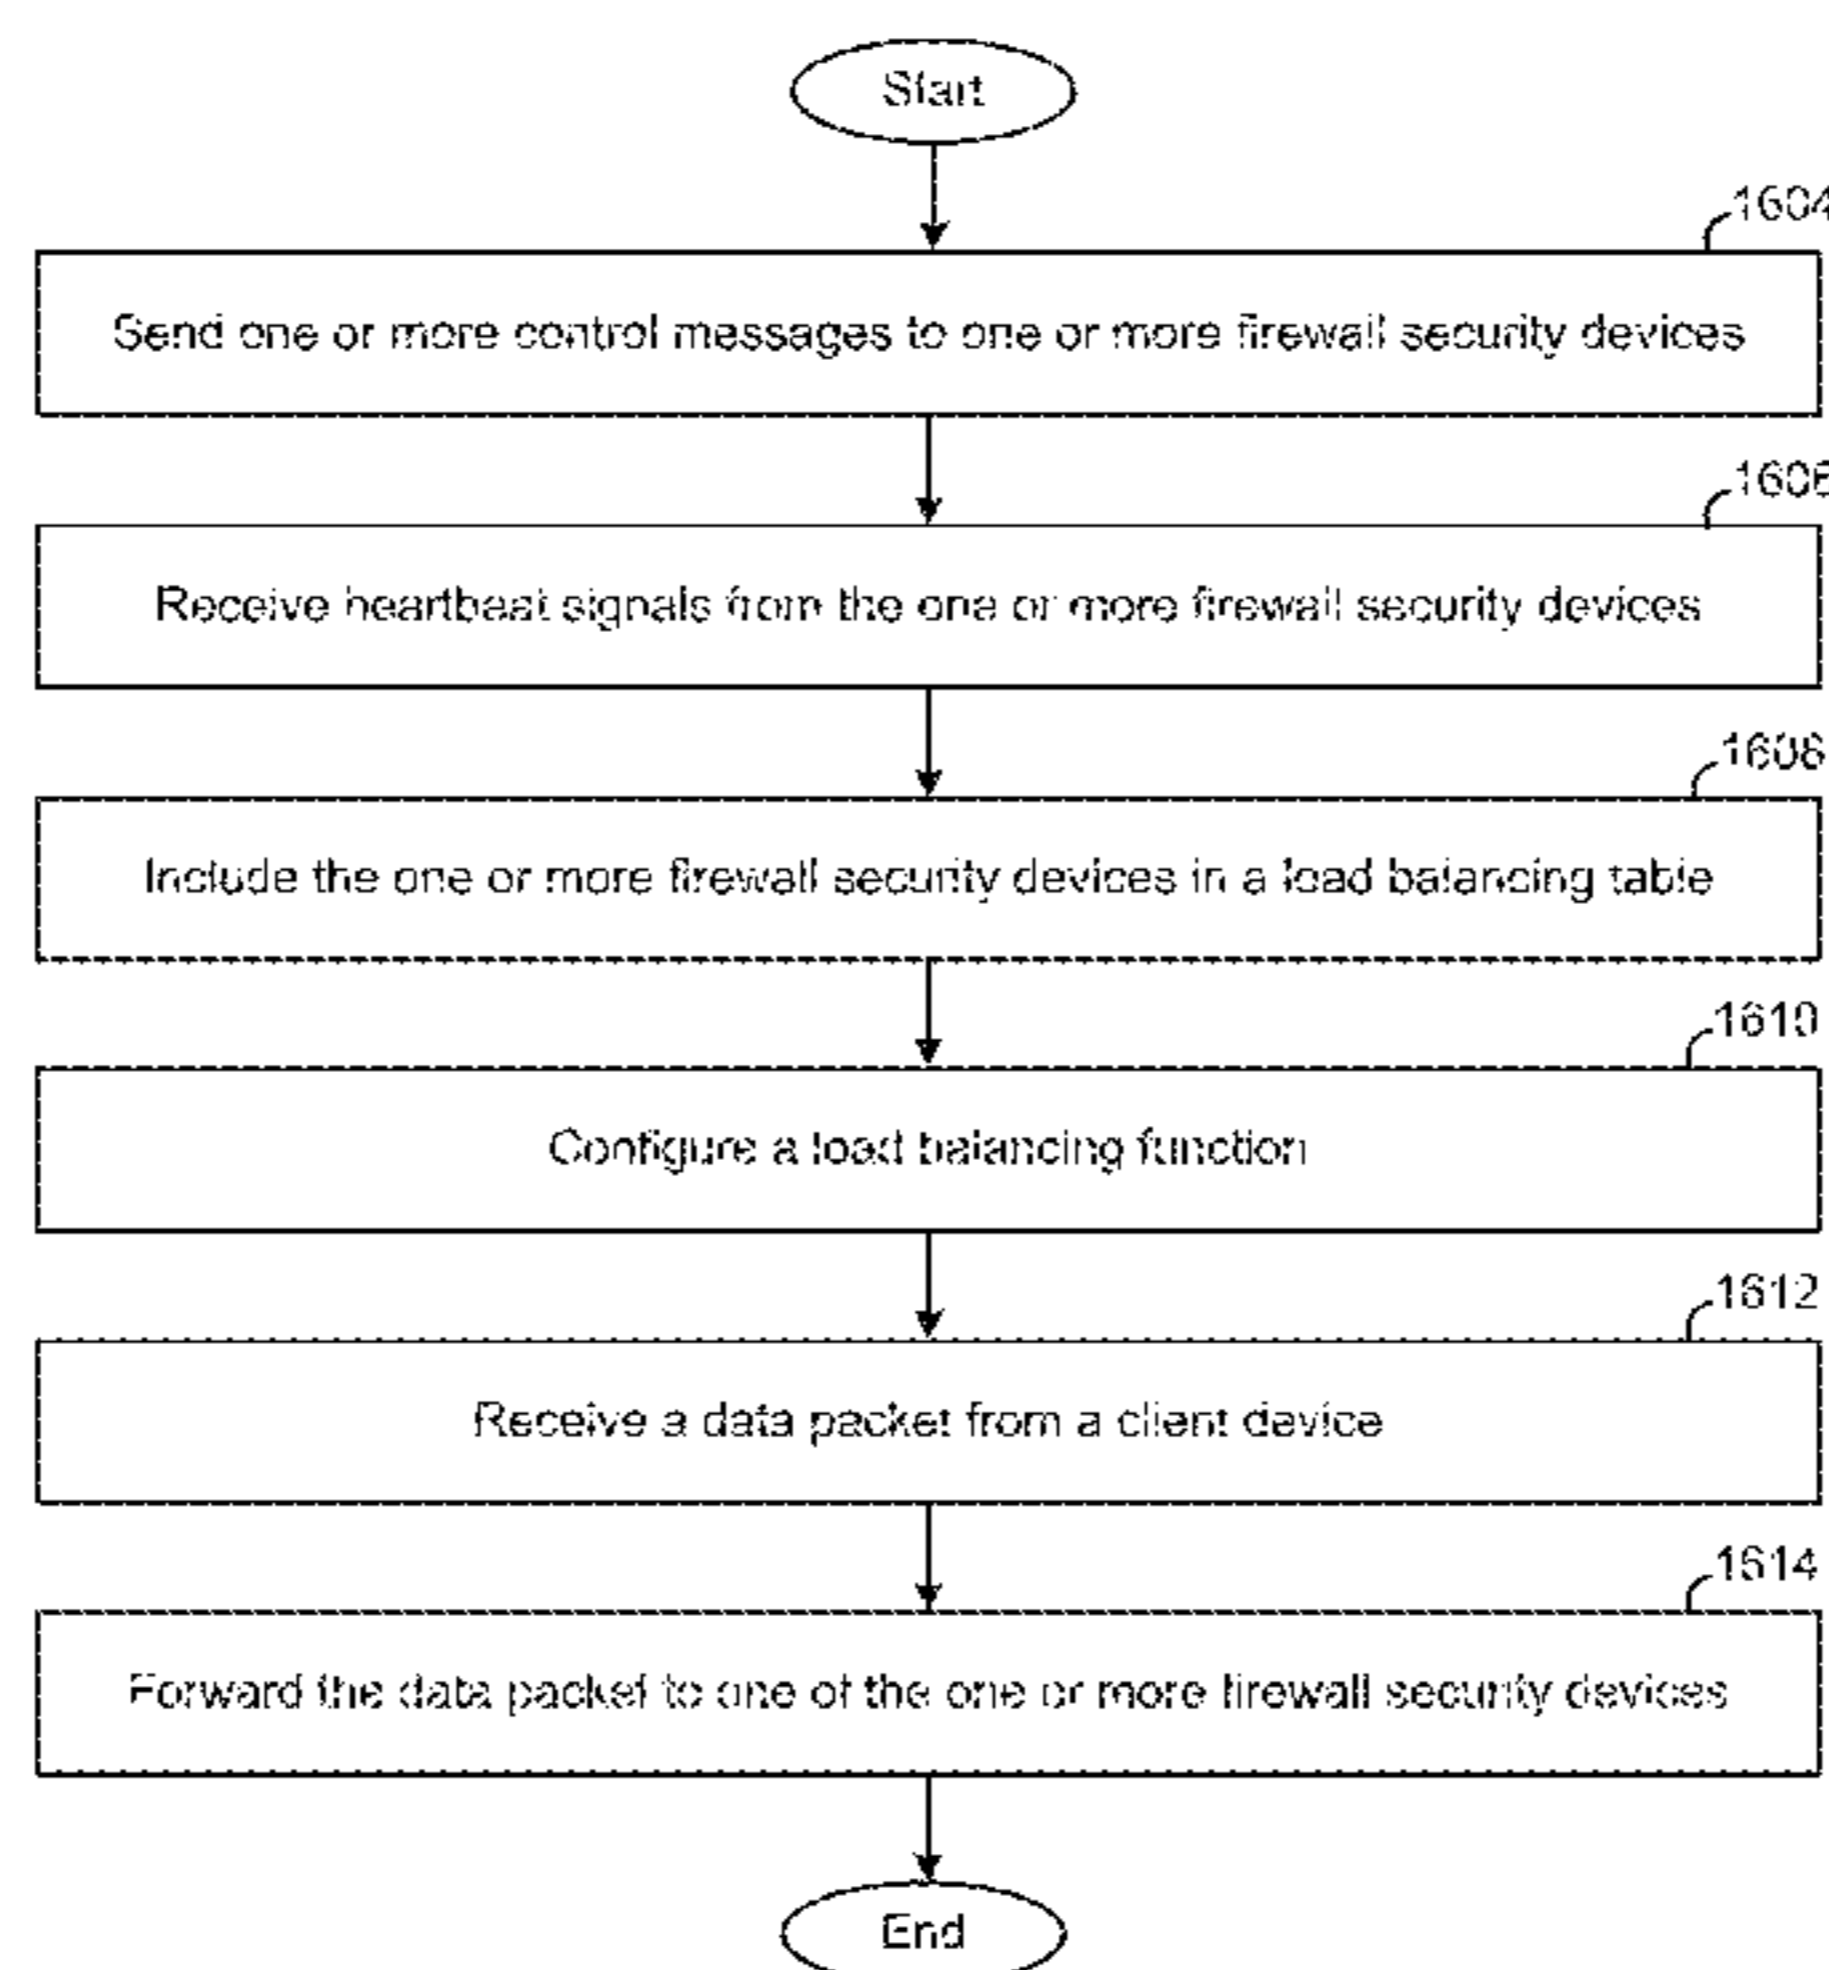 Start
1604
Send one or more control messages to one or more firewall security devices
1606
Receive heartbeat signals from the one or more firewall security devices
1608
Include the one or more firewall security devices in a load balancing table
1610
Configure a load balancing function
1612
Receive a data packet from a client device
1614
Forward the data packet to one of the one or more firewall security devices
End